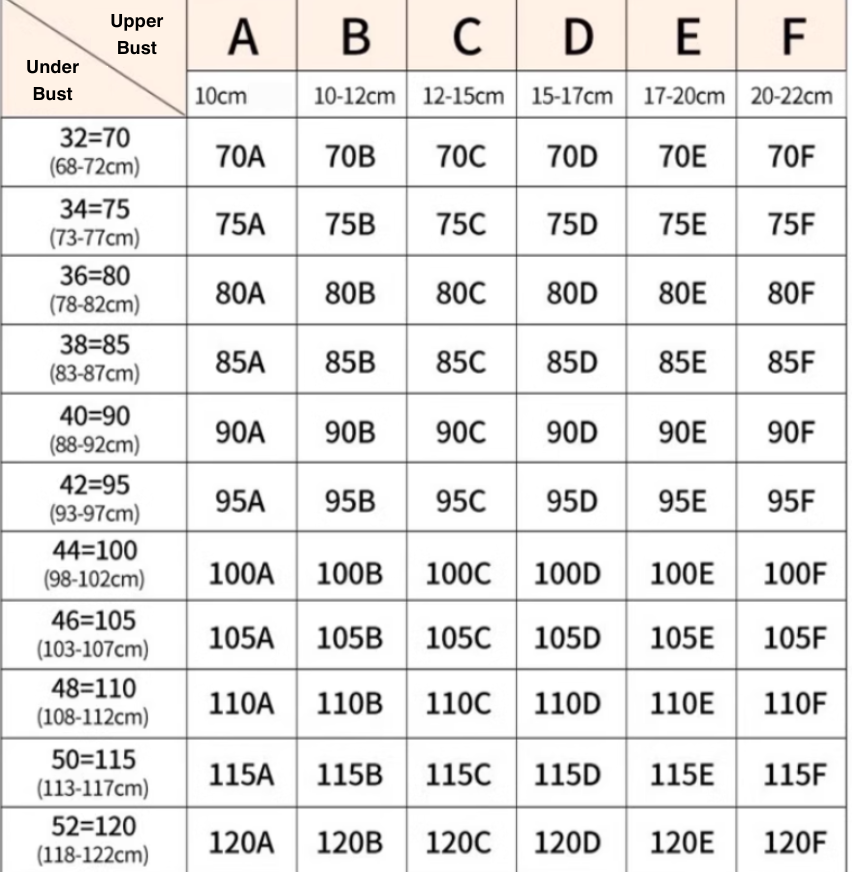 Upper
Bust
Under
Bust
A B C D E F
10cm 10-12cm 12-15cm 15-17cm 17-20cm 20-22cm
32=70
(68-72cm)
70A 70B 70C 70D 70E 70F
34=75
(73-77cm)
75A 75B 75C 75D 75E 75F
36=80
(78-82cm)
80A 80B 80C 80D 80E 80F
38=85
(83-87cm)
85A 85B 85C 85D 85E 85F
40=90
(88-92cm)
90A 90B 90C 90D 90E 90F
42=95
(93-97cm)
95A 95B 95C 95D 95E 95F
44=100
(98-102cm)
100A 100B 100C 100D 100E 100F
46=105
(103-107cm)
105A 105B 105C 105D 105E 105F
48=110
(108-112cm)
110A 110B 110C 110D 110E 110F
50=115
(113-117cm)
115A 115B 115C 115D 115E 115F
52=120
(118-122cm)
120A 120B 120C 120D 120E 120F